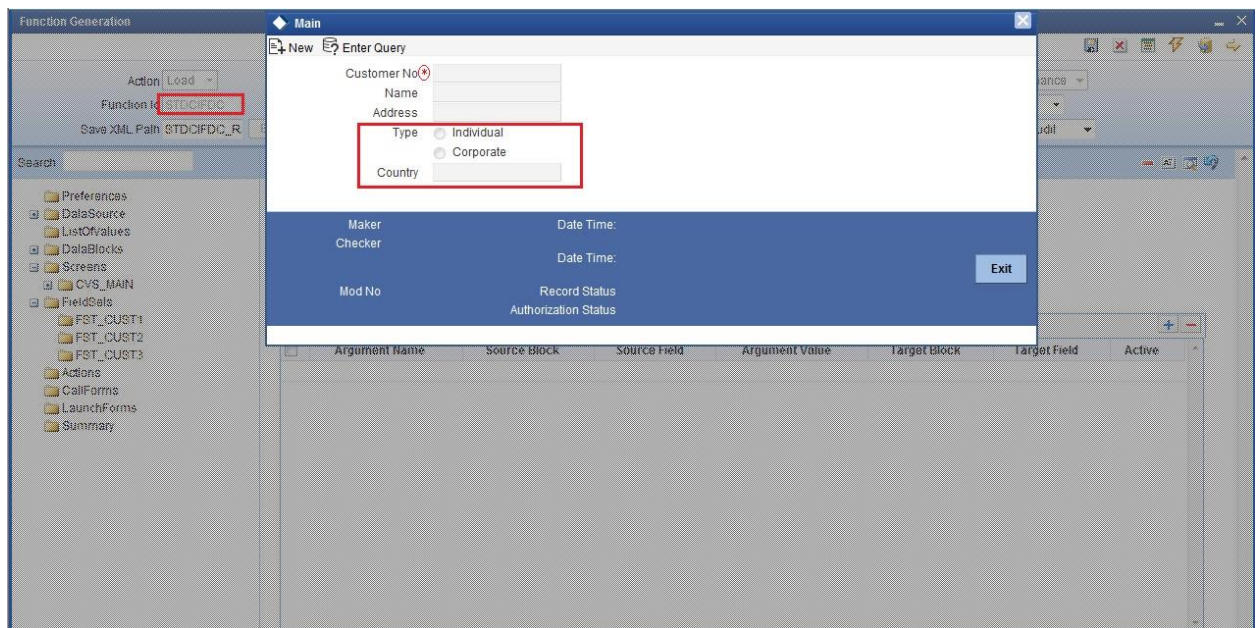 Function Generation
Main
New Enter Query
Action Load
Function Id STDCIFDC
Save XML Path STDCIFDC_R
Search
Customer No
Name
Address
Type Individual
Corporate
Country
Preferences
DataSource
ListOfValues
DataBlocks
Screens
CVS_MAIN
FieldSets
FST_CUST1
FST_CUST2
FST_CUST3
Actions
CallForms
LaunchForms
Summary
Maker Date Time:
Checker
Date Time:
Exit
Mod No Record Status
Authorization Status
Argument Name Source Block Source Field Argument Value Target Block Target Field Active